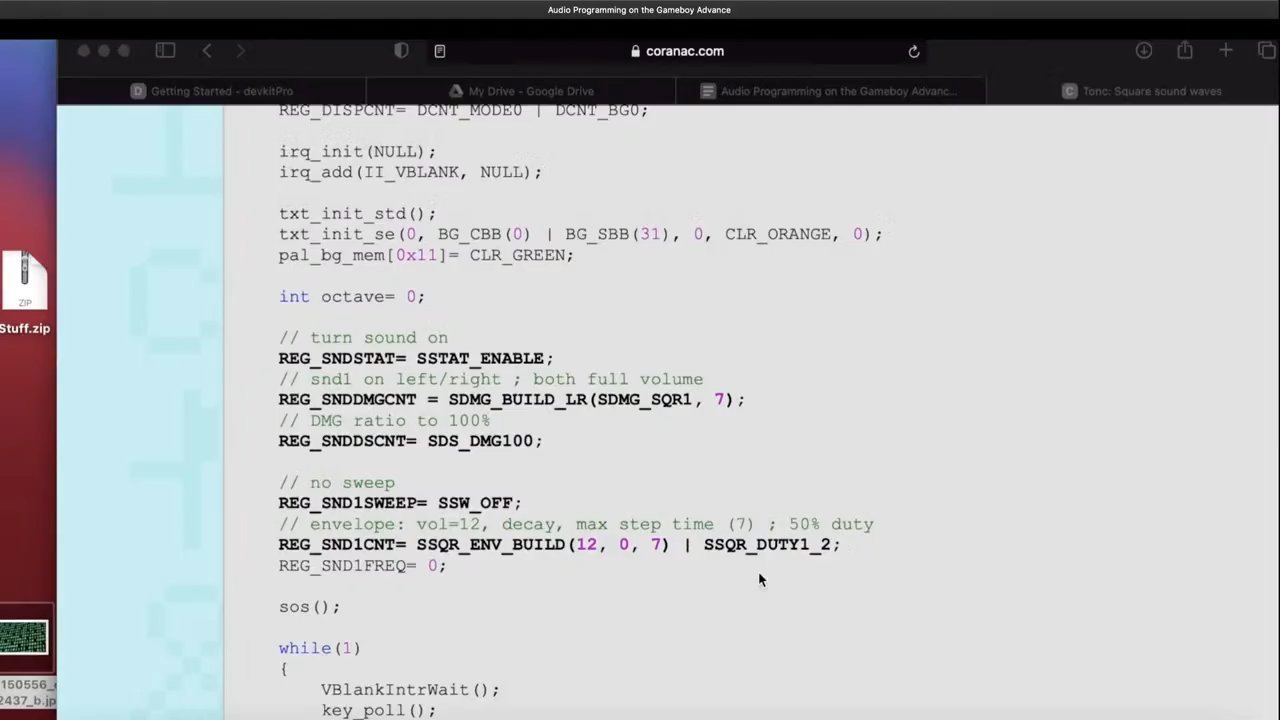 Audio Programming on the Gameboy Advance
coranac.com
Getting Started - devkitPro
My Drive - Google Drive
Audio Programming on the Gameboy Advanc...
Tonc: Square sound waves
REG_DISPCNT= DCNT_MODE0 | DCNT_BG0;
irq_init(NULL);
irq_add(II_VBLANK, NULL);
txt_init_std();
txt_init_se(0, BG_CBB(0) | BG_SBB(31), 0, CLR_ORANGE, 0);
pal_bg_mem[0x11]= CLR_GREEN;
int octave= 0;
// turn sound on
REG_SNDSTAT= SSTAT_ENABLE;
// snd1 on left/right ; both full volume
REG_SNDDMGCNT = SDMG_BUILD_LR(SDMG_SQR1, 7);
// DMG ratio to 100%
REG_SNDDSCNT= SDS_DMG100;
// no sweep
REG_SND1SWEEP= SSW_OFF;
// envelope: vol=12, decay, max step time (7) ; 50% duty
REG_SND1CNT= SSQR_ENV_BUILD(12, 0, 7) | SSQR_DUTY1_2;
REG_SND1FREQ= 0;
sos();
while(1)
{
VBlankIntrWait();
key_poll();
ZIP
Stuff.zip
150556_
2437_b.jp